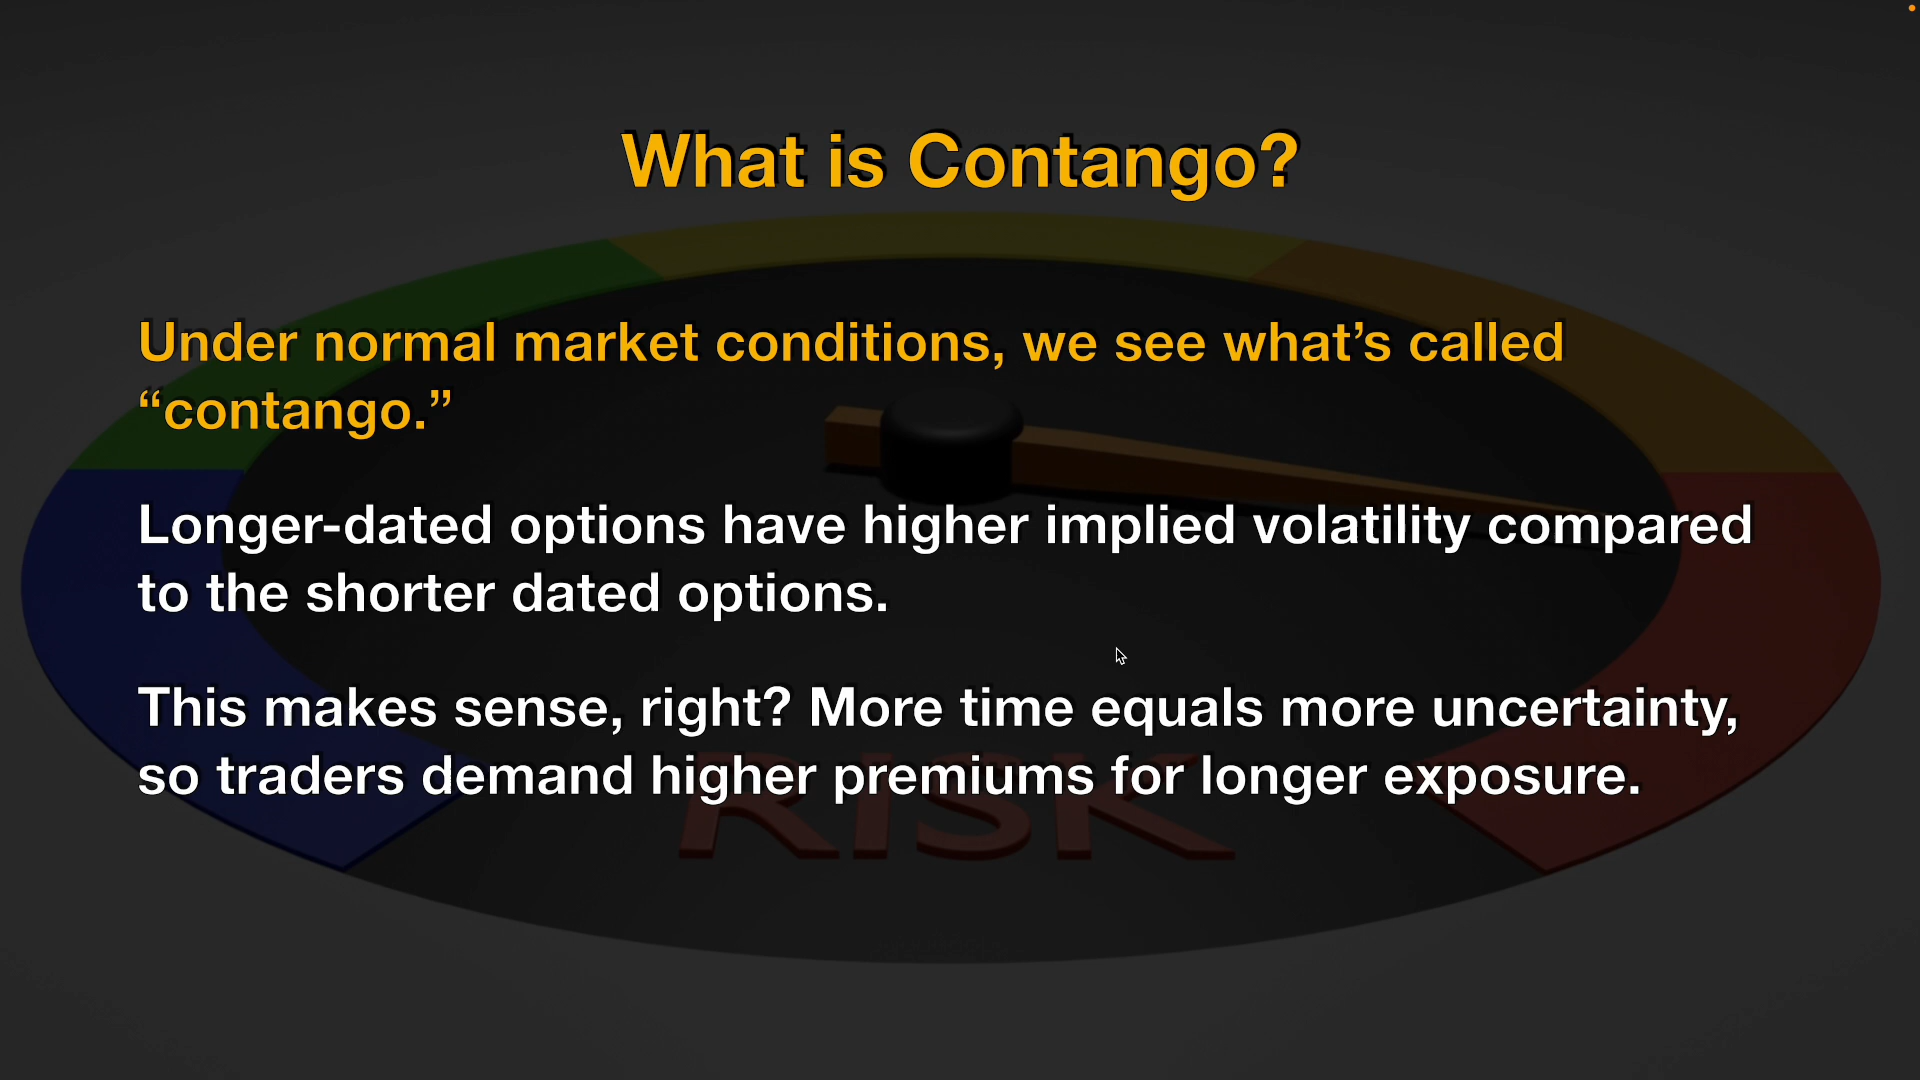 What is Contango?
Under normal market conditions, we see what’s called
“contango.”
Longer-dated options have higher implied volatility compared
to the shorter dated options.
This makes sense, right? More time equals more uncertainty,
so traders demand higher premiums for longer exposure.
RISK